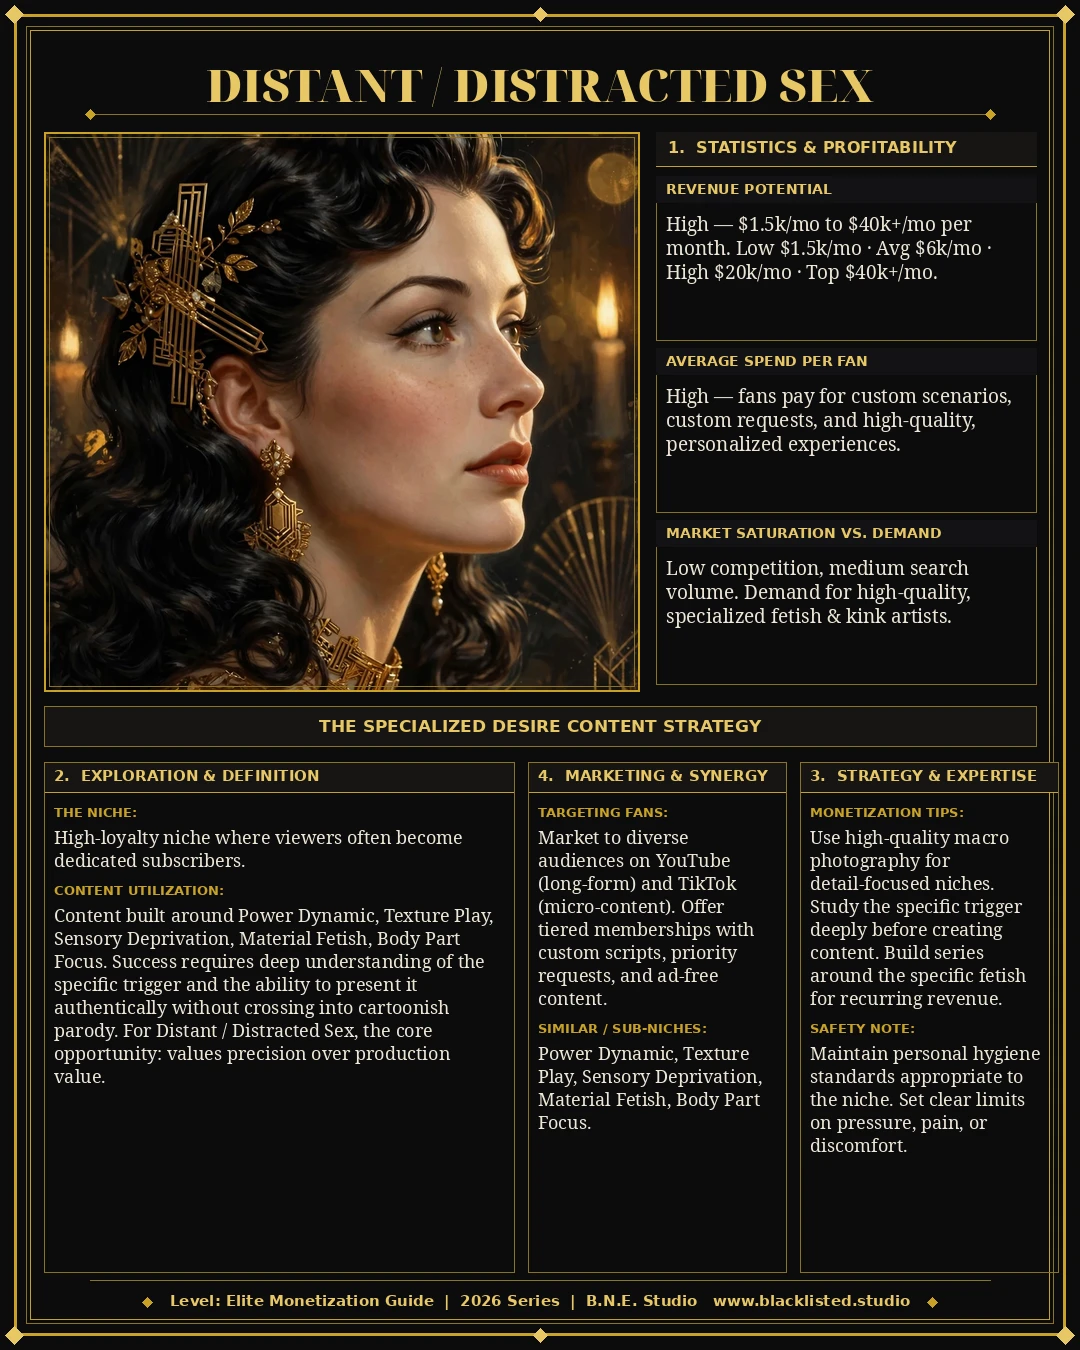 DISTANT / DISTRACTED SEX
1. STATISTICS & PROFITABILITY
REVENUE POTENTIAL
High — $1.5k/mo to $40k+/mo per
month. Low $1.5k/mo · Avg $6k/mo ·
High $20k/mo · Top $40k+/mo.
AVERAGE SPEND PER FAN
High — fans pay for custom scenarios,
custom requests, and high-quality,
personalized experiences.
MARKET SATURATION VS. DEMAND
Low competition, medium search
volume. Demand for high-quality,
specialized fetish & kink artists.
THE SPECIALIZED DESIRE CONTENT STRATEGY
2. EXPLORATION & DEFINITION
THE NICHE:
High-loyalty niche where viewers often become
dedicated subscribers.
CONTENT UTILIZATION:
Content built around Power Dynamic, Texture Play,
Sensory Deprivation, Material Fetish, Body Part
Focus. Success requires deep understanding of the
specific trigger and the ability to present it
authentically without crossing into cartoonish
parody. For Distant / Distracted Sex, the core
opportunity: values precision over production
value.
4. MARKETING & SYNERGY
TARGETING FANS:
Market to diverse
audiences on YouTube
(long-form) and TikTok
(micro-content). Offer
tiered memberships with
custom scripts, priority
requests, and ad-free
content.
SIMILAR / SUB-NICHES:
Power Dynamic, Texture
Play, Sensory Deprivation,
Material Fetish, Body Part
Focus.
3. STRATEGY & EXPERTISE
MONETIZATION TIPS:
Use high-quality macro
photography for
detail-focused niches.
Study the specific trigger
deeply before creating
content. Build series
around the specific fetish
for recurring revenue.
SAFETY NOTE:
Maintain personal hygiene
standards appropriate to
the niche. Set clear limits
on pressure, pain, or
discomfort.
Level: Elite Monetization Guide | 2026 Series | B.N.E. Studio www.blacklisted.studio